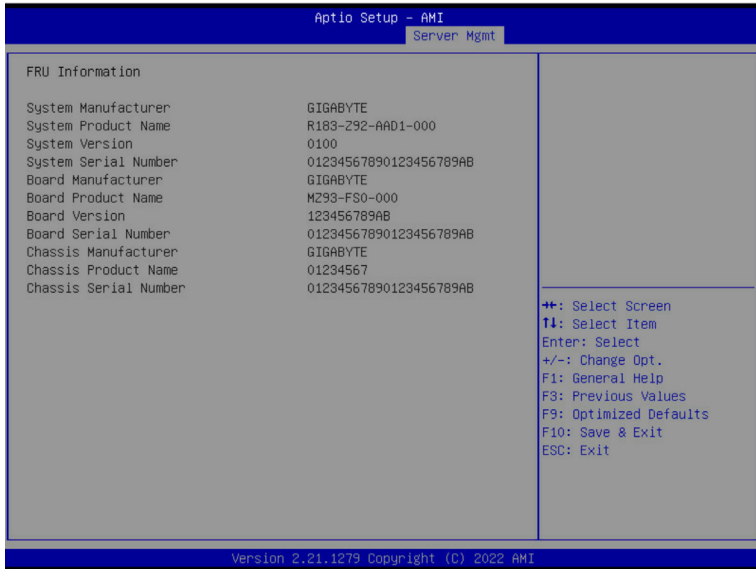 Aptio Setup – AMI
Server Mgmt
FRU Information
System Manufacturer GIGABYTE
System Product Name R183-Z92-AAD1-000
System Version 0100
System Serial Number 01234567890123456789AB
Board Manufacturer GIGABYTE
Board Product Name MZ93-FS0-000
Board Version 123456789AB
Board Serial Number 01234567890123456789AB
Chassis Manufacturer GIGABYTE
Chassis Product Name 01234567
Chassis Serial Number 01234567890123456789AB
→←: Select Screen
↑↓: Select Item
Enter: Select
+/-: Change Opt.
F1: General Help
F3: Previous Values
F9: Optimized Defaults
F10: Save & Exit
ESC: Exit
Version 2.21.1279 Copyright (C) 2022 AMI